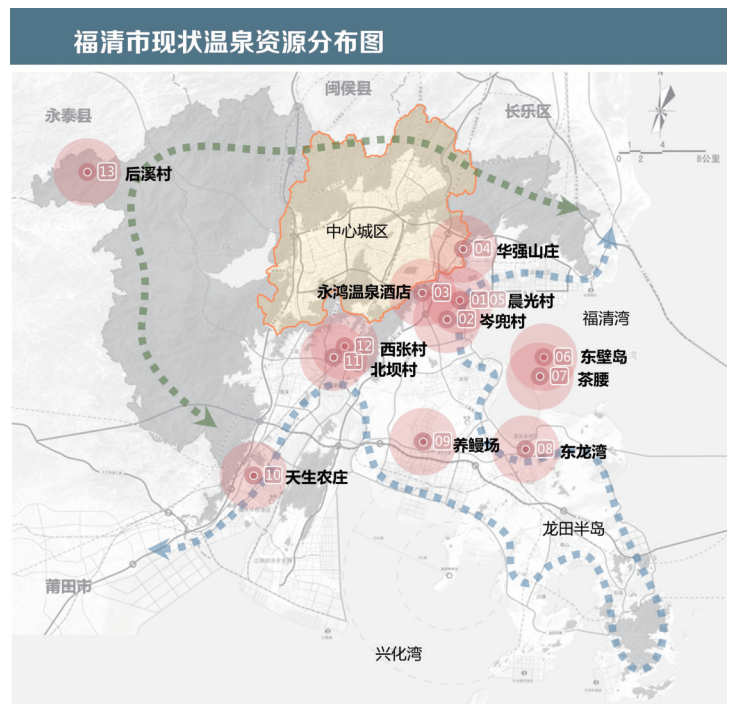 福清市现状温泉资源分布图
闽侯县
永泰县
长乐区
N
0 2 4 8公里
13 后溪村
中心城区
04 华强山庄
永鸿温泉酒店 03
01 05 晨光村
02 岑兜村
福清湾
12 西张村
11 北坝村
06 东壁岛
07 茶腰
09 养鳗场
08 东龙湾
10 天生农庄
龙田半岛
莆田市
兴化湾